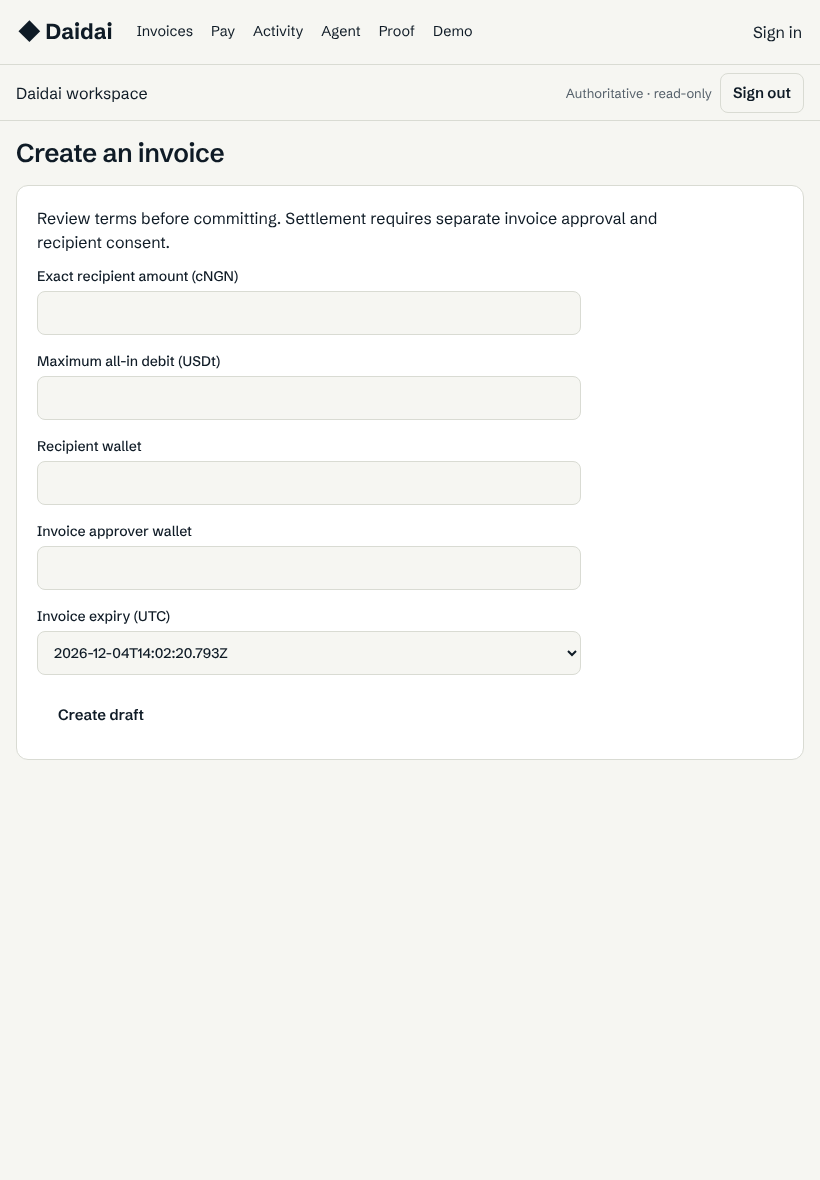 Daidai
Invoices Pay Activity Agent Proof Demo
Sign in
Daidai workspace
Authoritative · read-only
Sign out
Create an invoice
Review terms before committing. Settlement requires separate invoice approval and
recipient consent.
Exact recipient amount (cNGN)
Maximum all-in debit (USDt)
Recipient wallet
Invoice approver wallet
Invoice expiry (UTC)
2026-12-04T14:02:20.793Z
Create draft